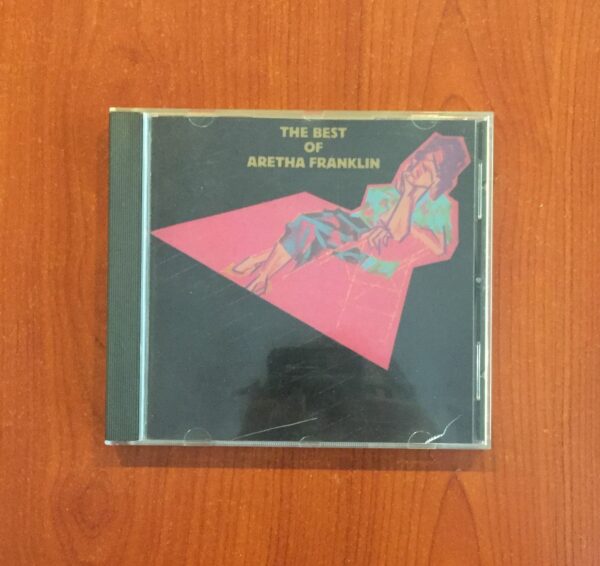 THE BEST
OF
ARETHA FRANKLIN